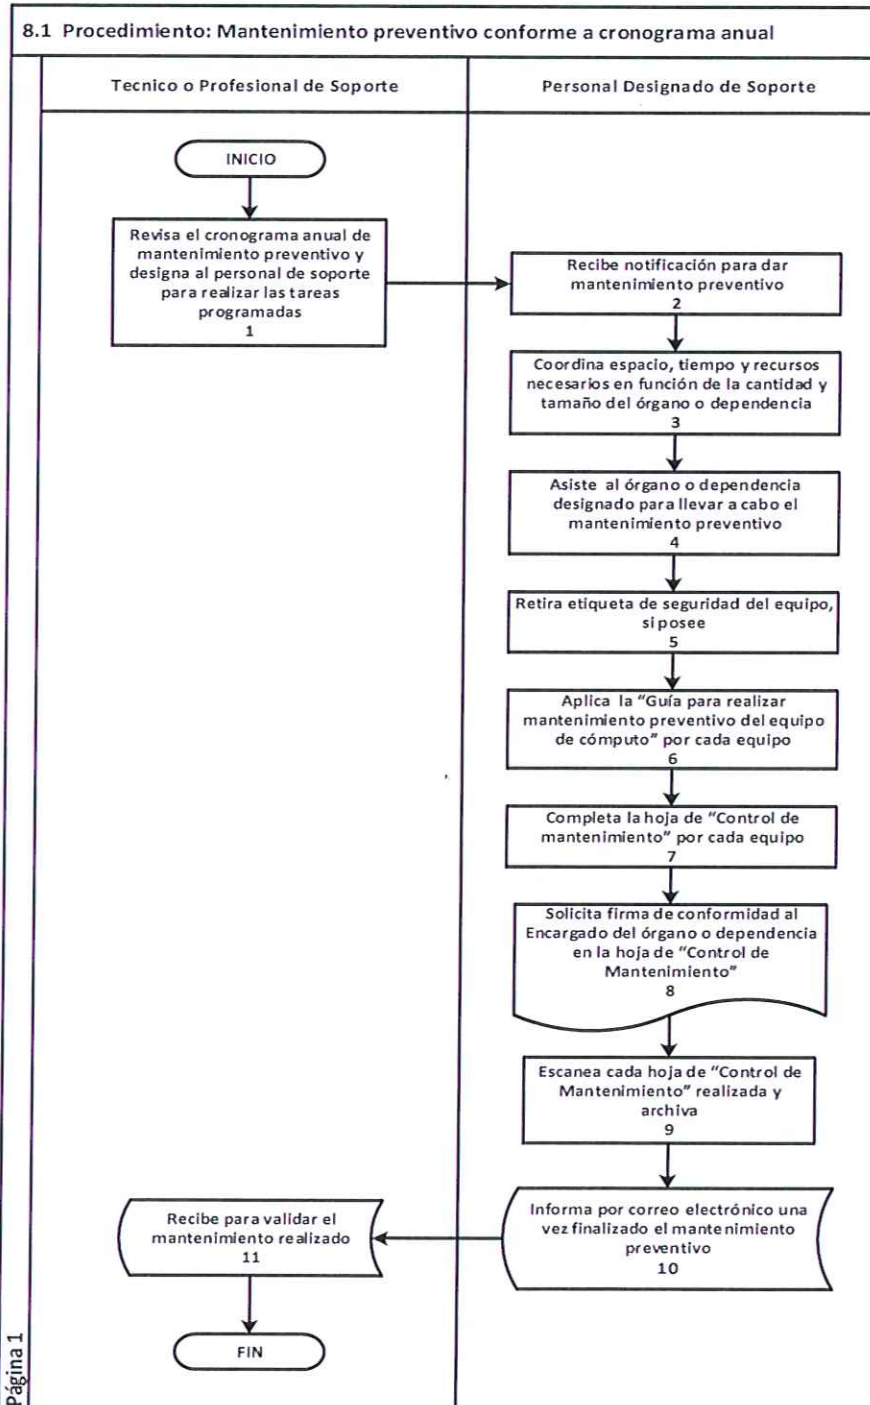 8.1 Procedimiento: Mantenimiento preventivo conforme a cronograma anual
Tecnico o Profesional de Soporte
Personal Designado de Soporte
INICIO
Revisa el cronograma anual de
mantenimiento preventivo y
designa al personal de soporte
para realizar las tareas
programadas
1
Recibe notificación para dar
mantenimiento preventivo
2
Coordina espacio, tiempo y recursos
necesarios en función de la cantidad y
tamaño del órgano o dependencia
3
Asiste al órgano o dependencia
designado para llevar a cabo el
mantenimiento preventivo
4
Retira etiqueta de seguridad del equipo,
si posee
5
Aplica la “Guía para realizar
mantenimiento preventivo del equipo
de cómputo” por cada equipo
6
Completa la hoja de “Control de
mantenimiento” por cada equipo
7
Solicita firma de conformidad al
Encargado del órgano o dependencia
en la hoja de “Control de
Mantenimiento”
8
Escanea cada hoja de “Control de
Mantenimiento” realizada y
archiva
9
Informa por correo electrónico una
vez finalizado el mantenimiento
preventivo
10
Recibe para validar el
mantenimiento realizado
11
FIN
Página 1